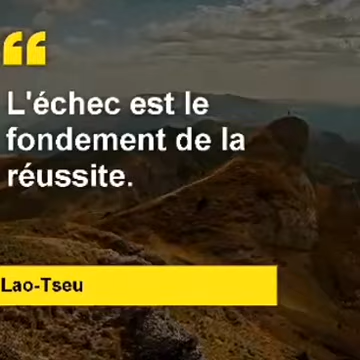 “
L'échec est le
fondement de la
réussite.
Lao-Tseu